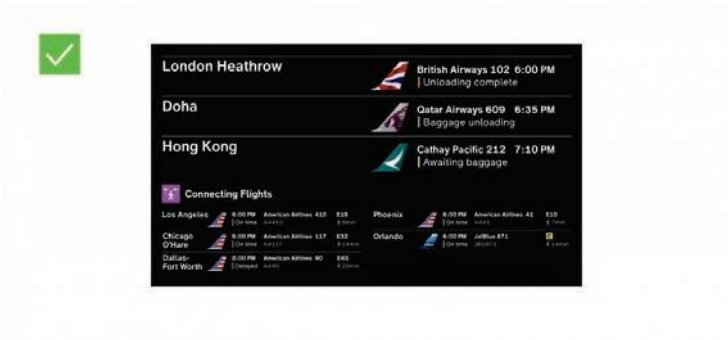 London Heathrow
British Airways 102 6:00 PM
Unloading complete
Doha
Qatar Airways 609 6:35 PM
Baggage unloading
Hong Kong
Cathay Pacific 212 7:10 PM
Awaiting baggage
Connecting Flights
Los Angeles 6:00 PM American Airlines 410 E18
On time
Phoenix 6:00 PM American Airlines 41 E10
On time
Chicago 6:00 PM American Airlines 117 E32
O'Hare On time
Orlando 6:00 PM JetBlue 871
On time
Dallas- 6:00 PM American Airlines 90 E45
Fort Worth Delayed